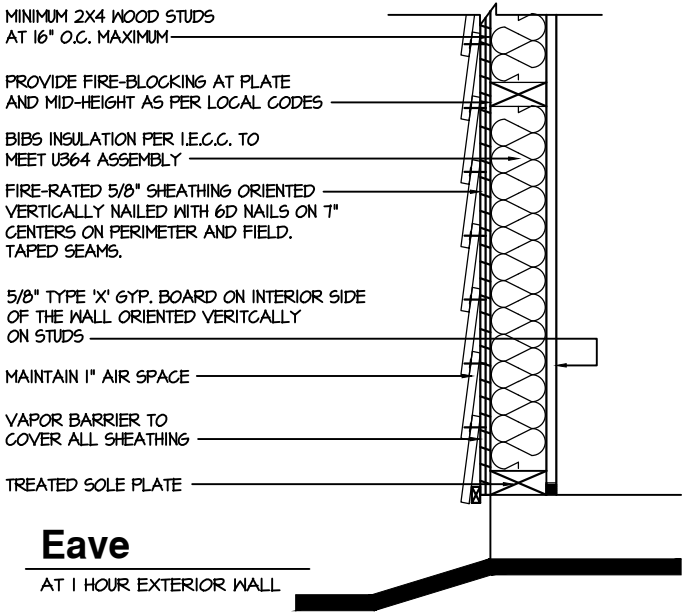 MINIMUM 2X4 WOOD STUDS
AT 16" O.C. MAXIMUM
PROVIDE FIRE-BLOCKING AT PLATE
AND MID-HEIGHT AS PER LOCAL CODES
BIBS INSULATION PER I.E.C.C. TO
MEET U364 ASSEMBLY
FIRE-RATED 5/8" SHEATHING ORIENTED
VERTICALLY NAILED WITH 6D NAILS ON 7"
CENTERS ON PERIMETER AND FIELD.
TAPED SEAMS.
5/8" TYPE 'X' GYP. BOARD ON INTERIOR SIDE
OF THE WALL ORIENTED VERITCALLY
ON STUDS
MAINTAIN 1" AIR SPACE
VAPOR BARRIER TO
COVER ALL SHEATHING
TREATED SOLE PLATE
Eave
AT 1 HOUR EXTERIOR WALL